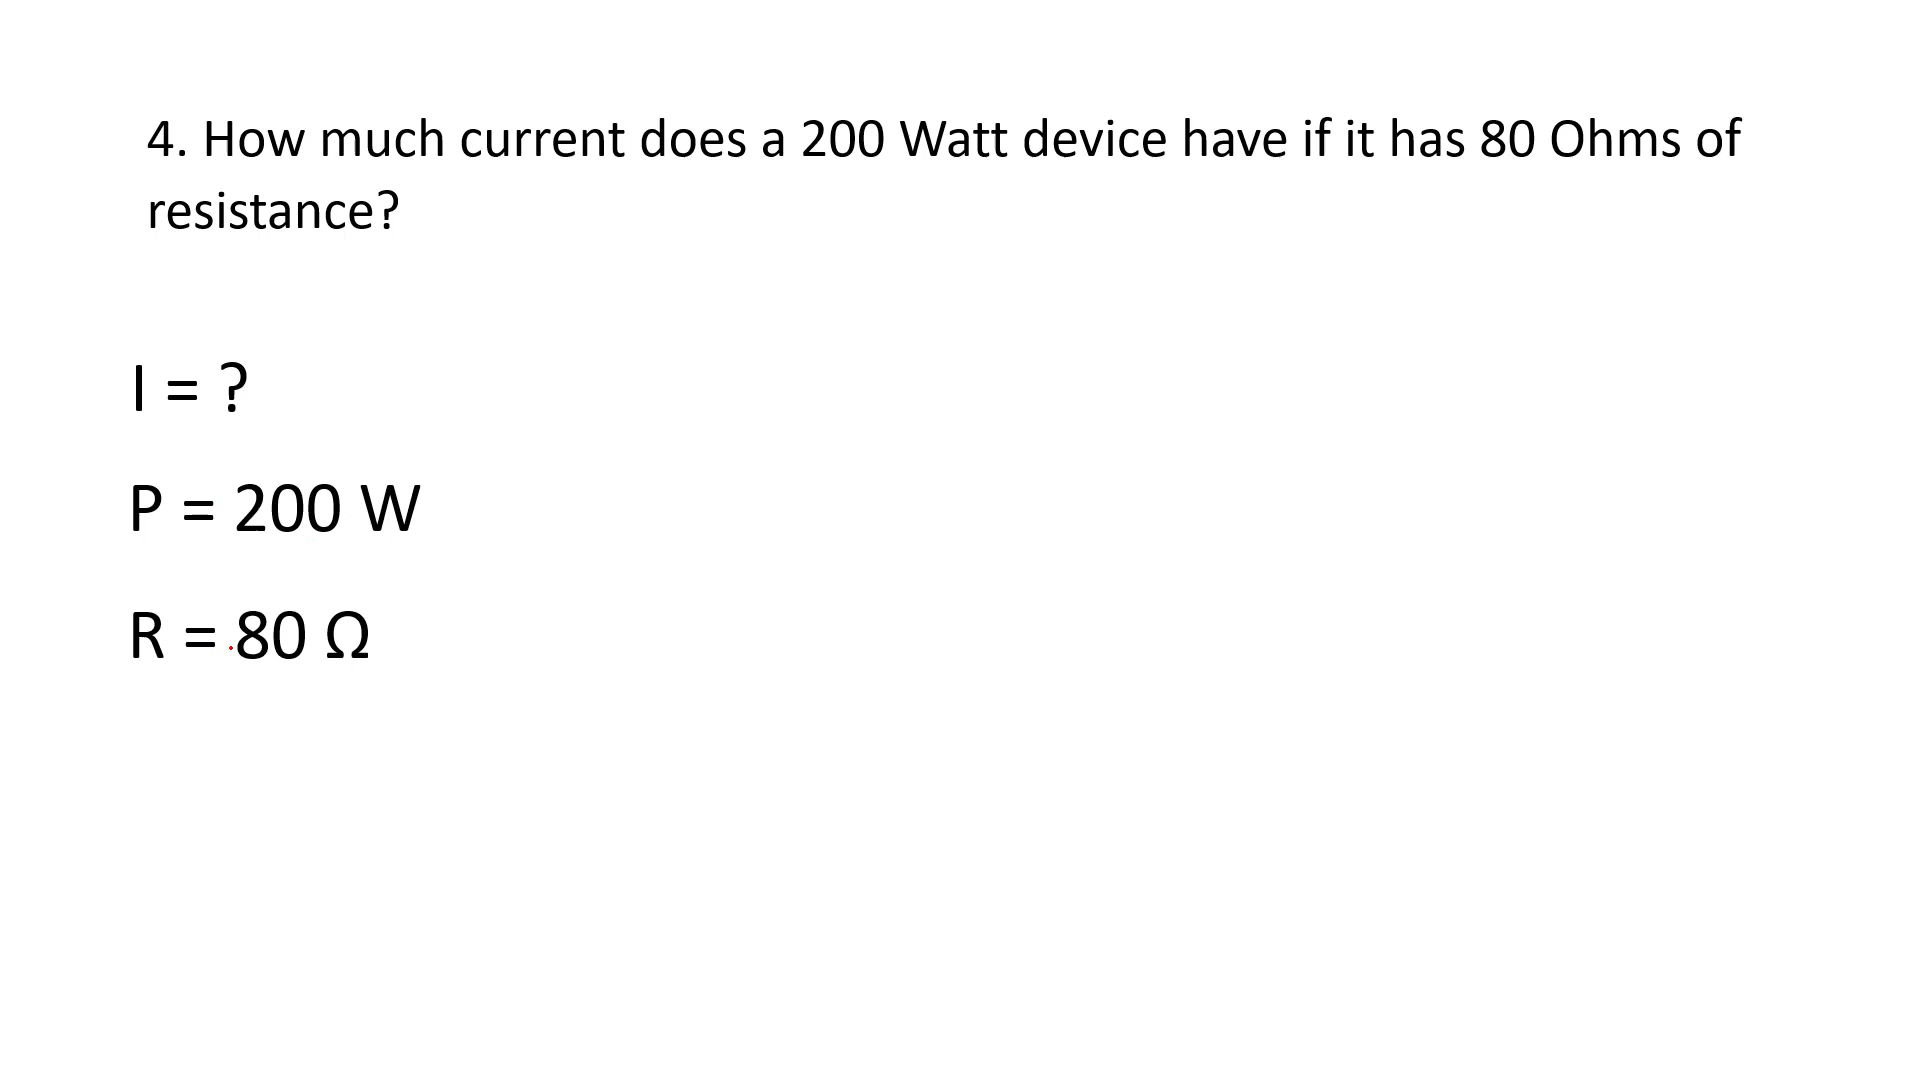 4. How much current does a 200 Watt device have if it has 80 Ohms of
resistance?
I = ?
P = 200 W
R = 80 Ω